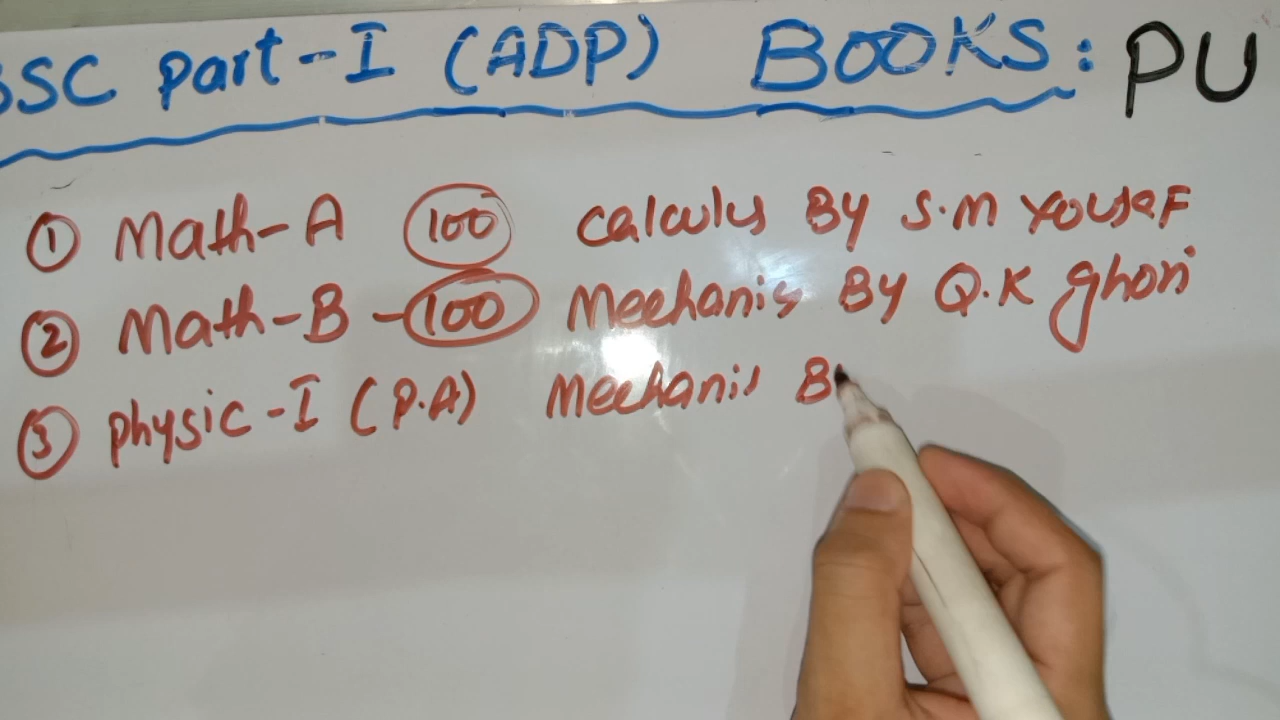 BSC Part-I (ADP) BOOKS: PU
① Math-A 100 Calculus By S.M Yousaf
② Math-B - 100 Mechanis By Q.K ghori
③ Physic-I (P.A) Mechanis B